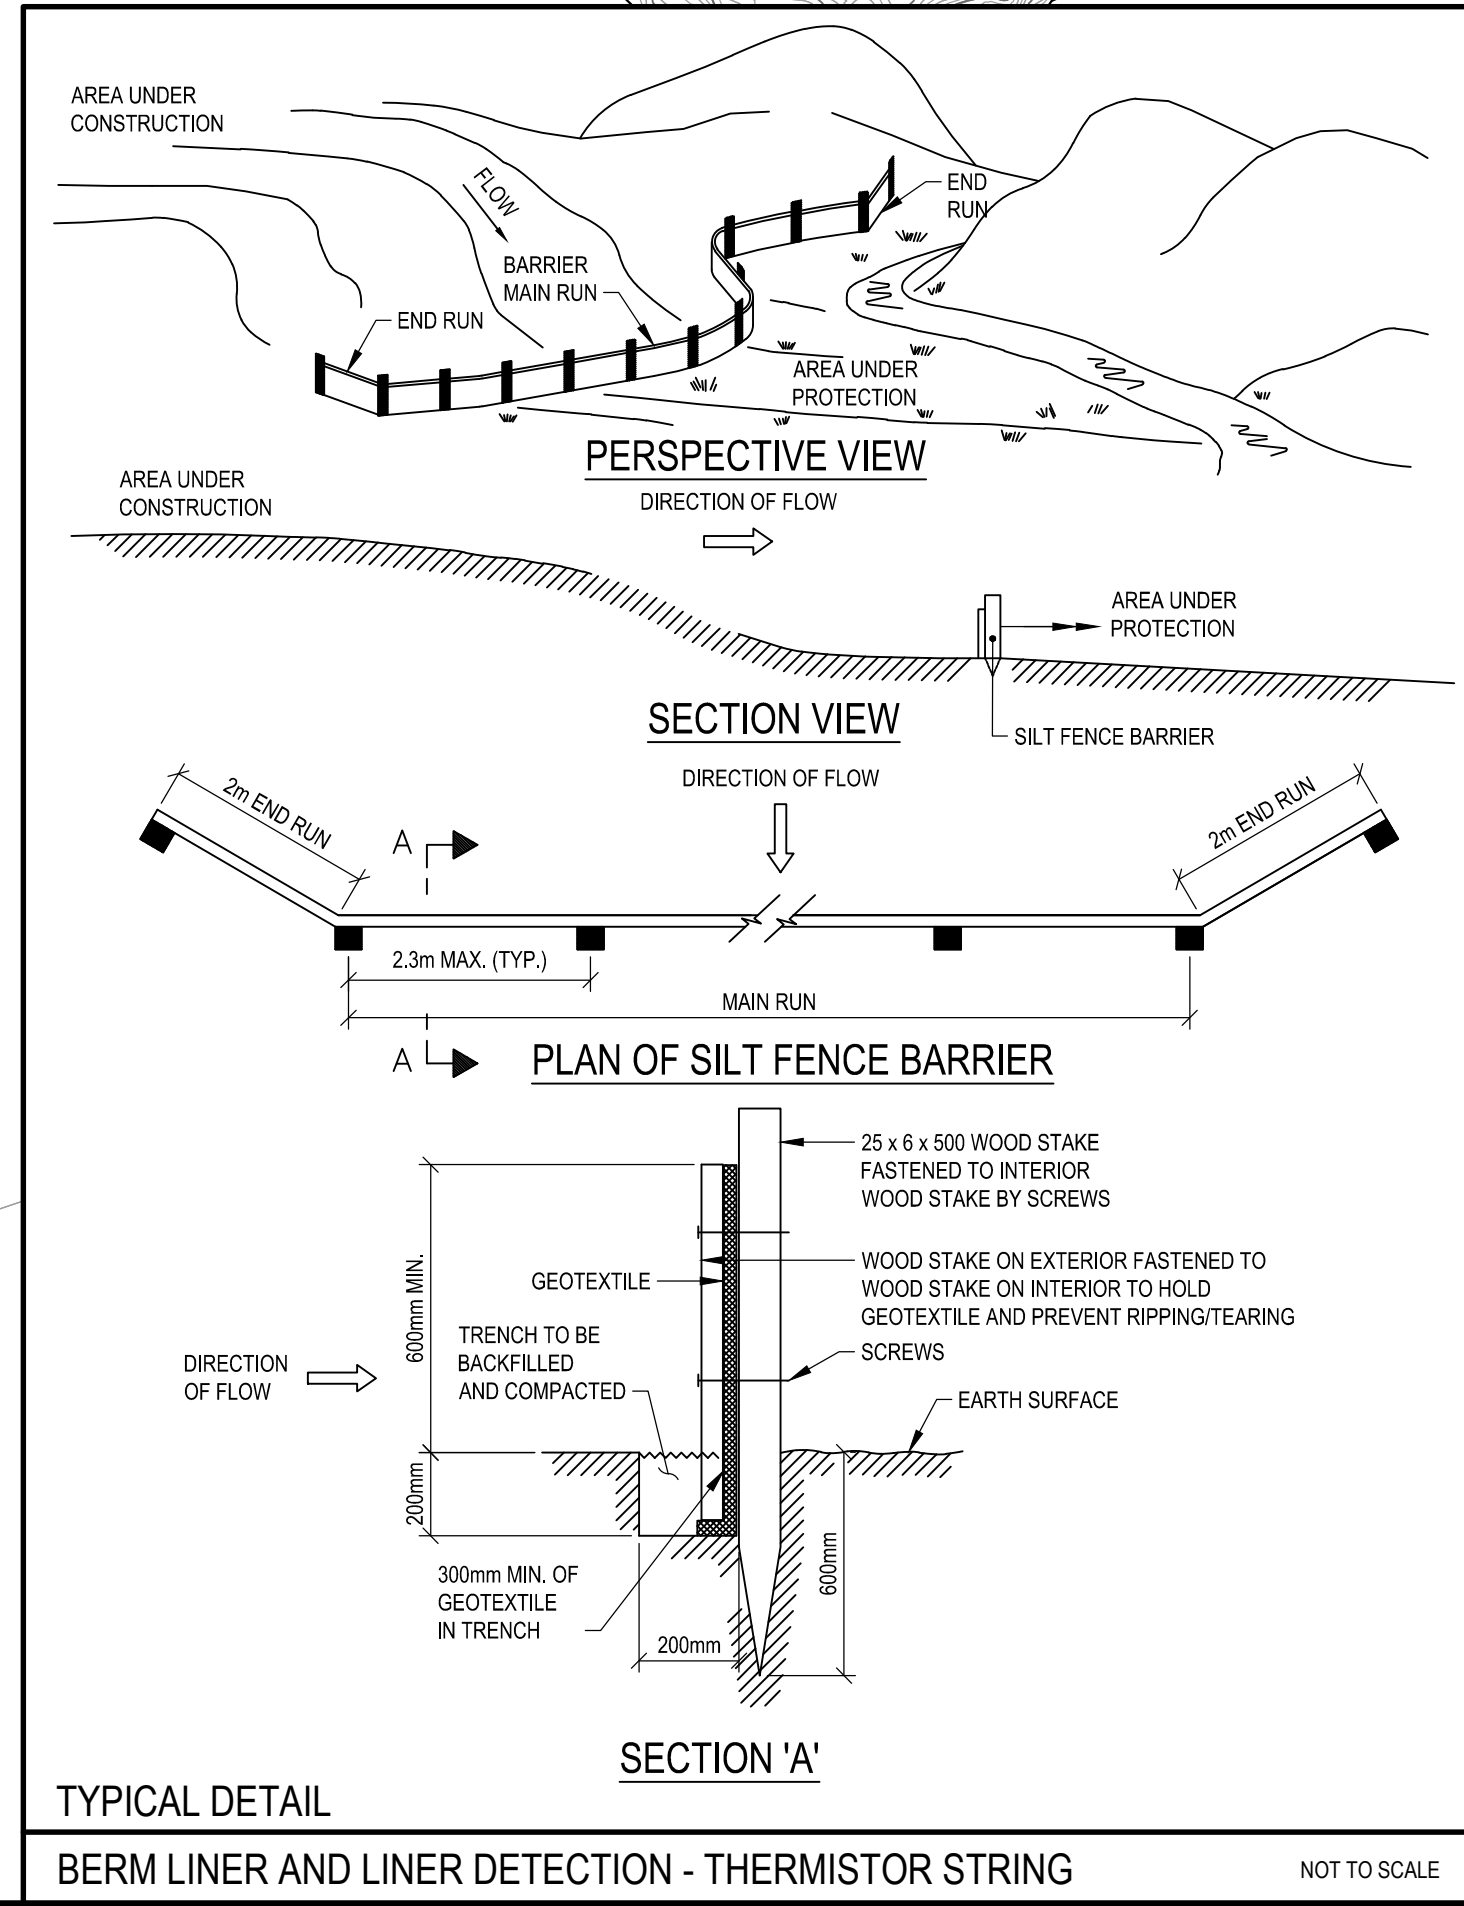 AREA UNDER
CONSTRUCTION
FLOW
END
RUN
BARRIER
MAIN RUN
END RUN
AREA UNDER
PROTECTION
PERSPECTIVE VIEW
AREA UNDER
CONSTRUCTION
DIRECTION OF FLOW
AREA UNDER
PROTECTION
SECTION VIEW
SILT FENCE BARRIER
DIRECTION OF FLOW
2m END RUN
2m END RUN
A
2.3m MAX. (TYP.)
MAIN RUN
A
PLAN OF SILT FENCE BARRIER
25 x 6 x 500 WOOD STAKE
FASTENED TO INTERIOR
WOOD STAKE BY SCREWS
600mm MIN.
GEOTEXTILE
WOOD STAKE ON EXTERIOR FASTENED TO
WOOD STAKE ON INTERIOR TO HOLD
GEOTEXTILE AND PREVENT RIPPING/TEARING
TRENCH TO BE
BACKFILLED
AND COMPACTED
SCREWS
DIRECTION
OF FLOW
EARTH SURFACE
200mm
600mm
300mm MIN. OF
GEOTEXTILE
IN TRENCH
200mm
SECTION 'A'
TYPICAL DETAIL
BERM LINER AND LINER DETECTION - THERMISTOR STRING
NOT TO SCALE